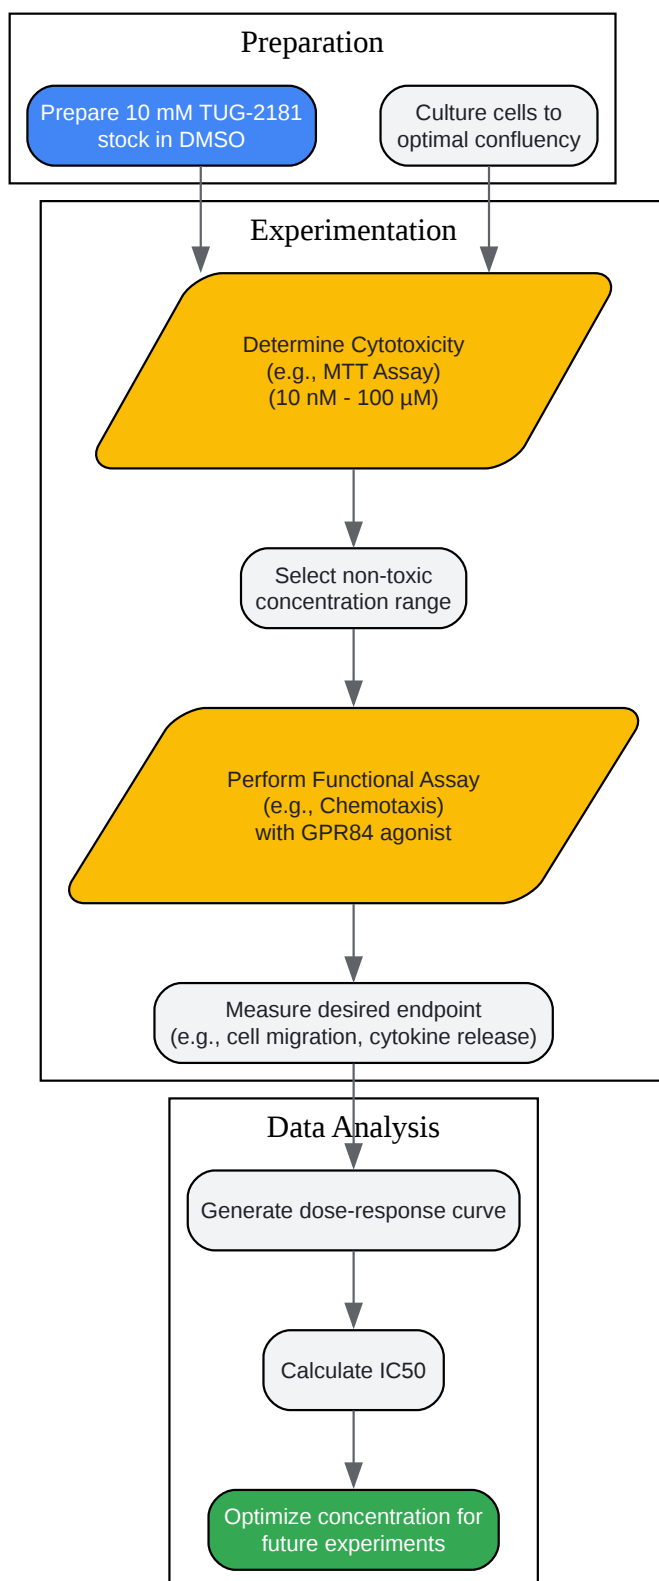 Preparation
Prepare 10 mM TUG-2181
stock in DMSO
Culture cells to
optimal confluency
Experimentation
Determine Cytotoxicity
(e.g., MTT Assay)
(10 nM - 100 µM)
Select non-toxic
concentration range
Perform Functional Assay
(e.g., Chemotaxis)
with GPR84 agonist
Measure desired endpoint
(e.g., cell migration, cytokine release)
Data Analysis
Generate dose-response curve
Calculate IC50
Optimize concentration for
future experiments